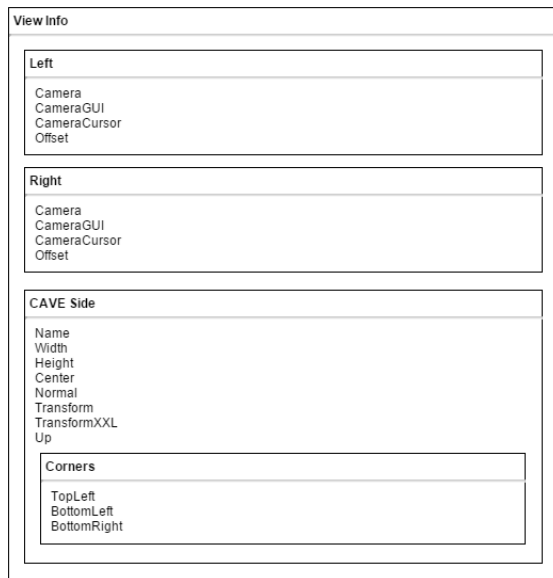 View Info
Left
Camera
CameraGUI
CameraCursor
Offset
Right
Camera
CameraGUI
CameraCursor
Offset
CAVE Side
Name
Width
Height
Center
Normal
Transform
TransformXXL
Up
Corners
TopLeft
BottomLeft
BottomRight